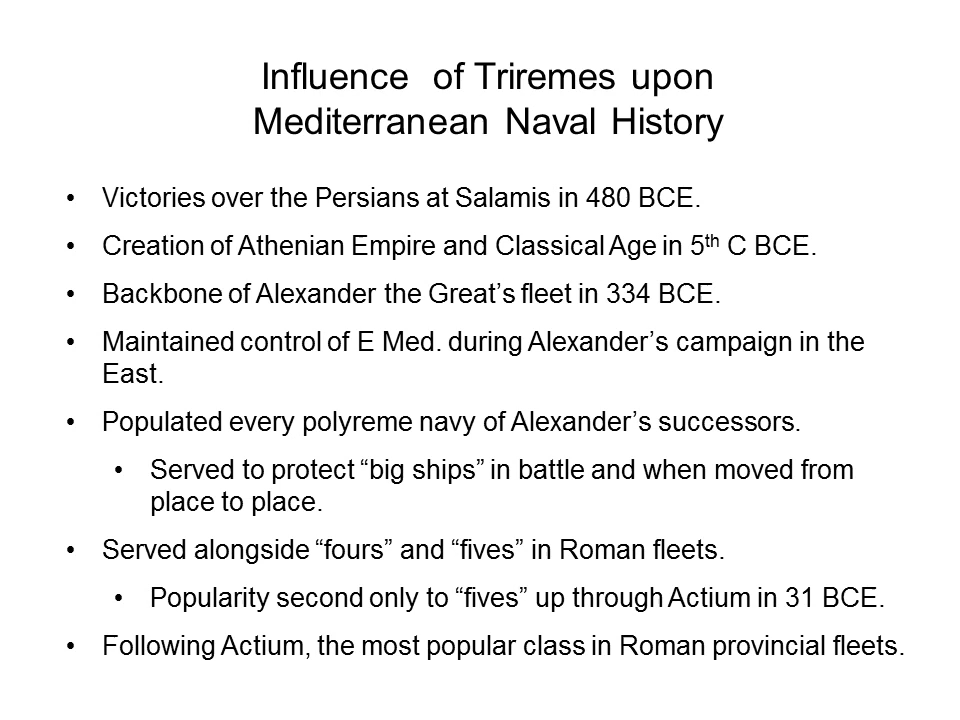 Influence of Triremes upon
Mediterranean Naval History
• Victories over the Persians at Salamis in 480 BCE.
• Creation of Athenian Empire and Classical Age in 5th C BCE.
• Backbone of Alexander the Great’s fleet in 334 BCE.
• Maintained control of E Med. during Alexander’s campaign in the
East.
• Populated every polyreme navy of Alexander’s successors.
• Served to protect “big ships” in battle and when moved from
place to place.
• Served alongside “fours” and “fives” in Roman fleets.
• Popularity second only to “fives” up through Actium in 31 BCE.
• Following Actium, the most popular class in Roman provincial fleets.